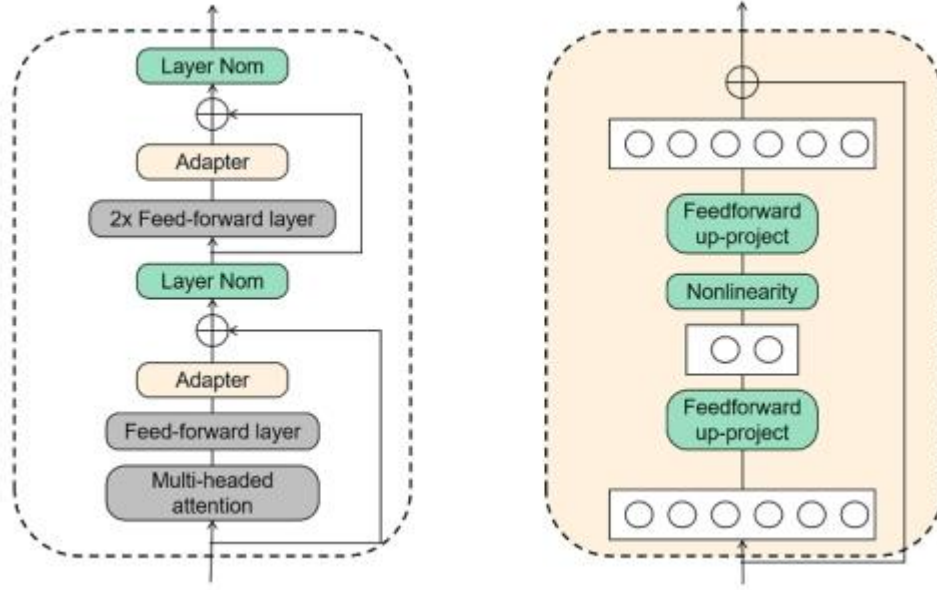 Layer Nom
Adapter
2x Feed-forward layer
Layer Nom
Adapter
Feed-forward layer
Multi-headed
attention
Feedforward
up-project
Nonlinearity
Feedforward
up-project